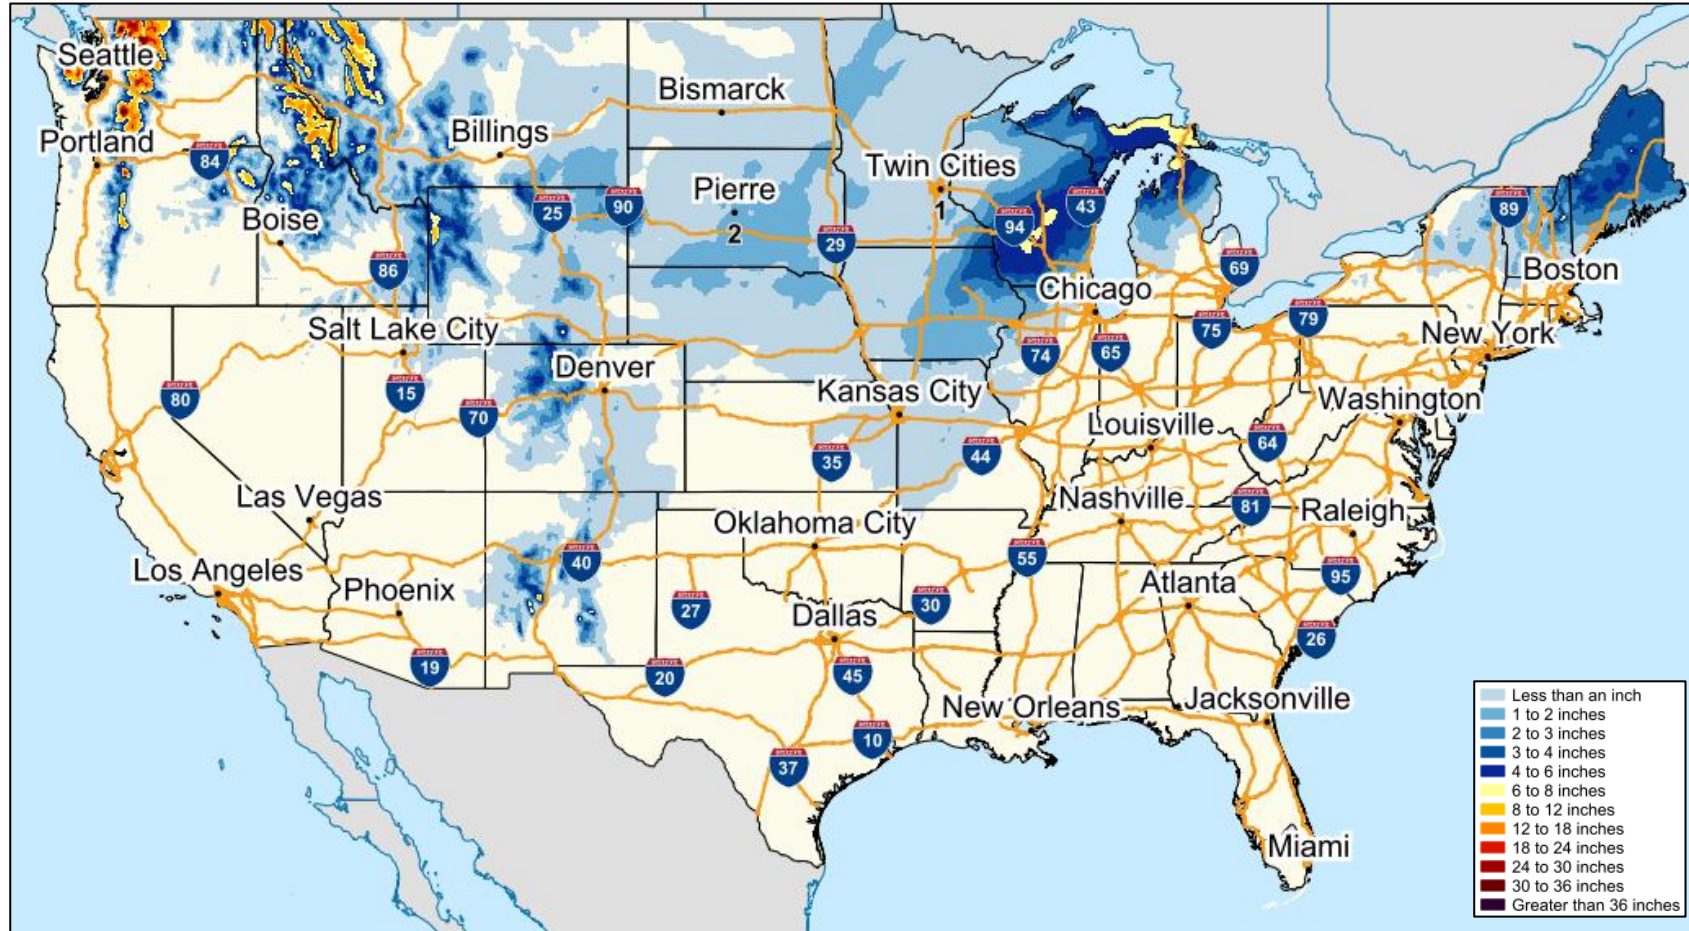 Seattle
Bismarck
Portland
Billings
84
Twin Cities
Pierre
1
25
90
43
89
Boise
94
2
29
86
69
Boston
Chicago
Salt Lake City
79
New York
75
74
65
Denver
15
Kansas City
80
Washington
70
Louisville
64
35
44
Las Vegas
Nashville
81
Raleigh
Oklahoma City
40
55
Los Angeles
Phoenix
95
Atlanta
27
30
Dallas
26
19
20
45
New Orleans
Jacksonville
10
37
Miami
Less than an inch
1 to 2 inches
2 to 3 inches
3 to 4 inches
4 to 6 inches
6 to 8 inches
8 to 12 inches
12 to 18 inches
18 to 24 inches
24 to 30 inches
30 to 36 inches
Greater than 36 inches